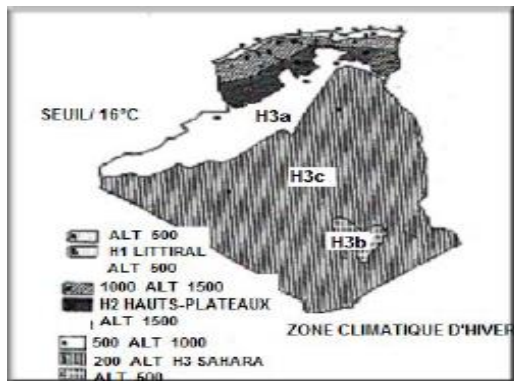 SEUIL/ 16°C
H3a
H3c
H3b
ALT 500
H1 LITTIRAL
ALT 500
1000 ALT 1500
H2 HAUTS-PLATEAUX
ALT 1500
500 ALT 1000
200 ALT H3 SAHARA
ALT 500
ZONE CLIMATIQUE D'HIVER